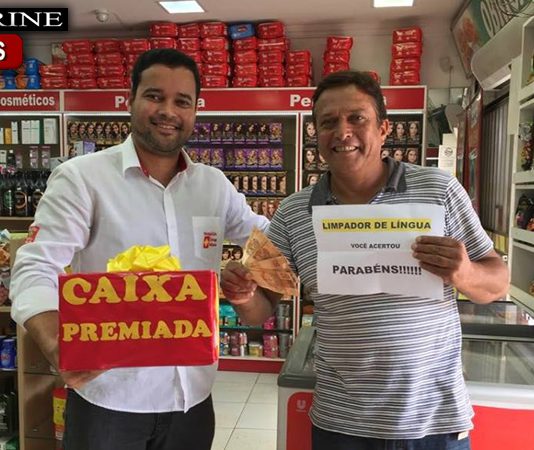 RINE
S
osméticos
Pe
Pe
CAIXA
PREMIADA
LIMPADOR DE LÍNGUA
VOCÊ ACERTOU
PARABÉNS!!!!!!